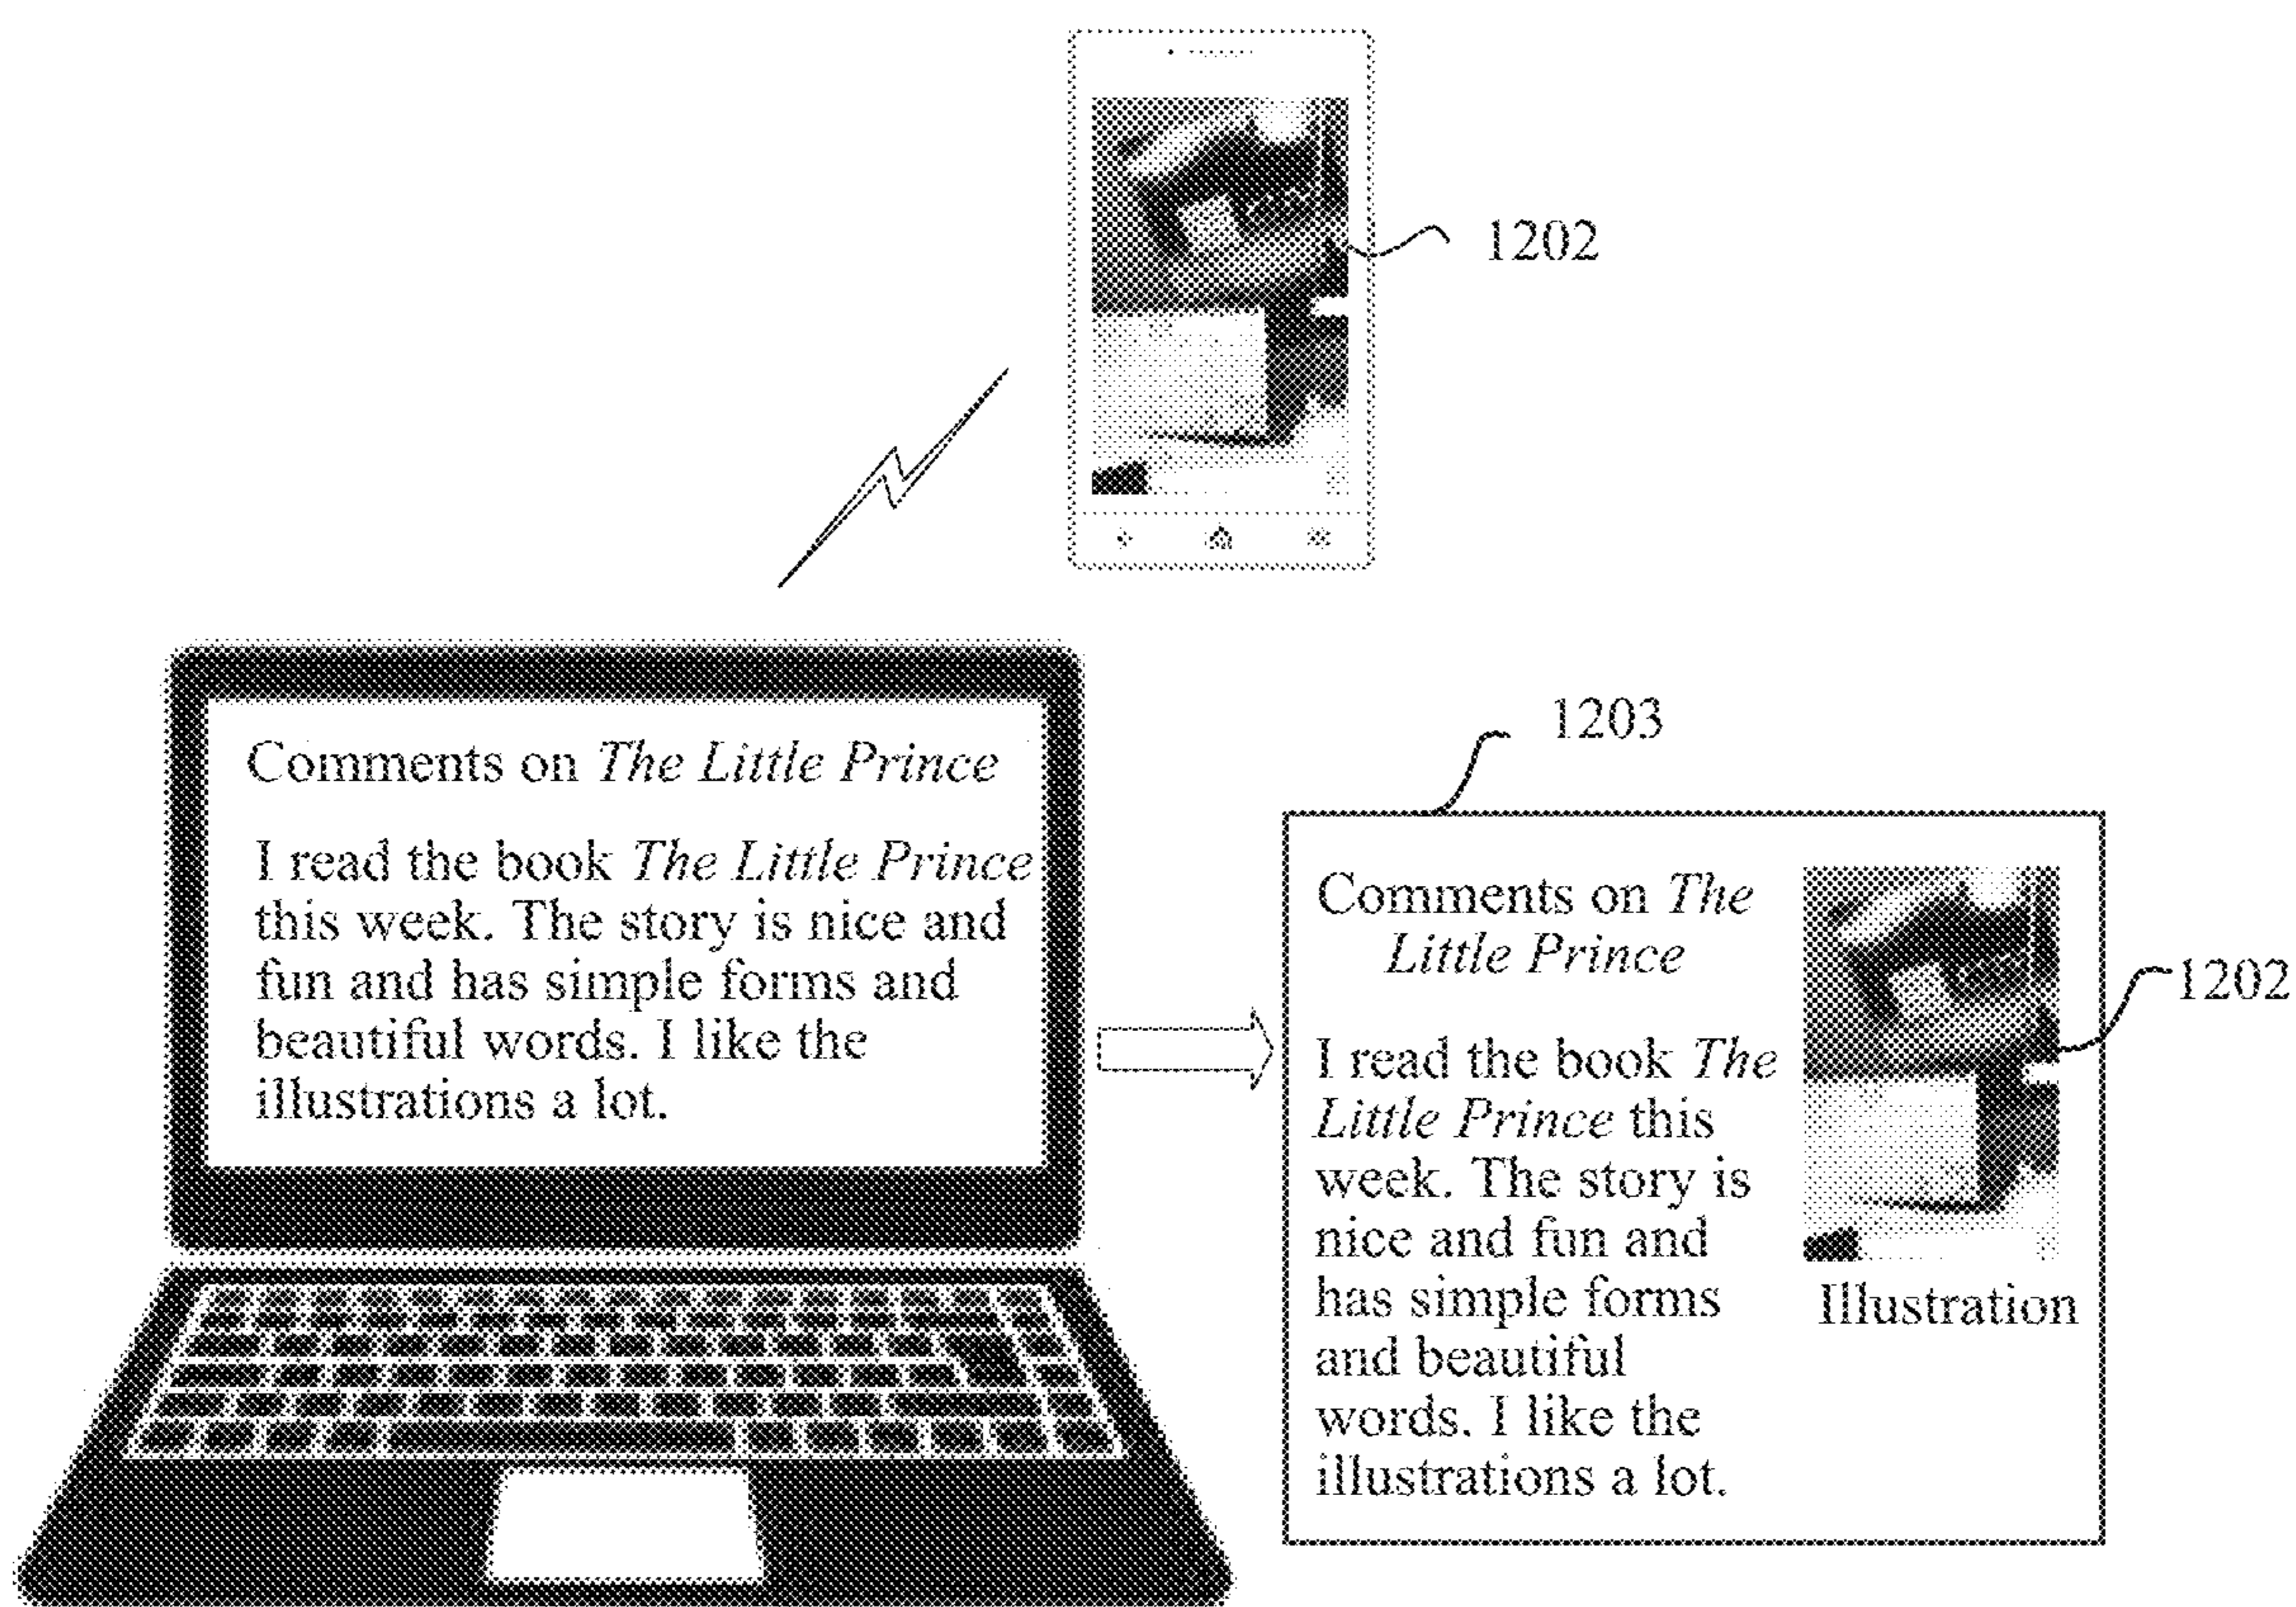 1202
Comments on The Little Prince
I read the book The Little Prince
this week. The story is nice and
fun and has simple forms and
beautiful words. I like the
illustrations a lot.
1203
Comments on The
Little Prince
I read the book The
Little Prince this
week. The story is
nice and fun and
has simple forms
and beautiful
words. I like the
illustrations a lot.
1202
Illustration